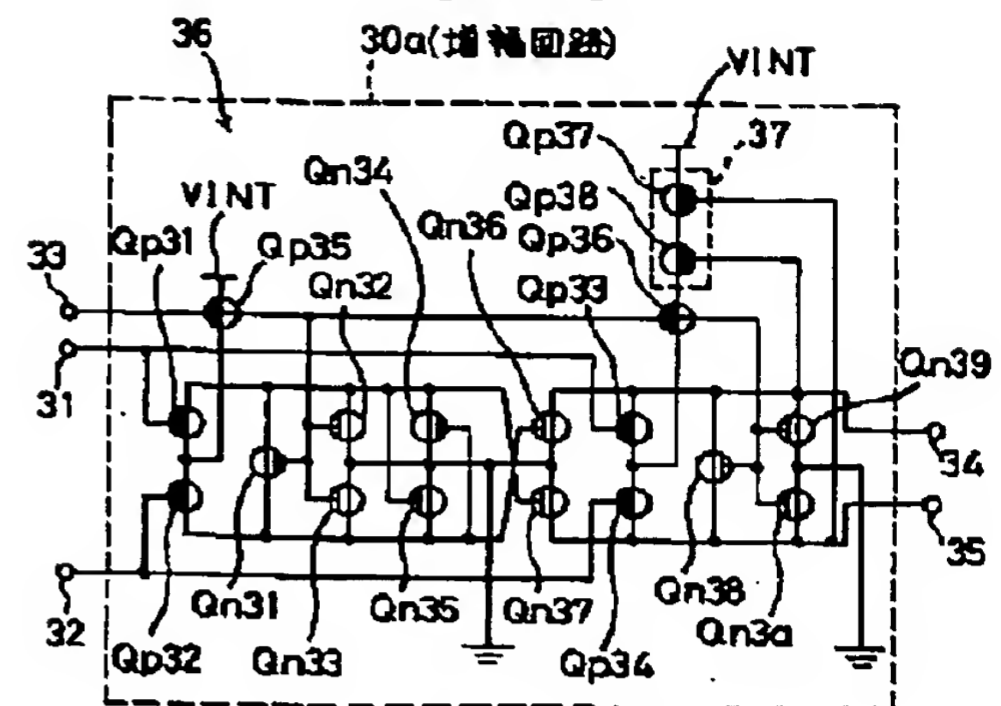 36
30a(増幅回路)
VINT
Qp37
37
Qn34
VINT
Qp38
Qn36
Qp36
Qp31
Qp35
33
Qn32
Qp33
Qn39
31
34
35
32
Qn31
Qn35
Qn37
Qn38
Qn3a
Qp32
Qn33
Qp34